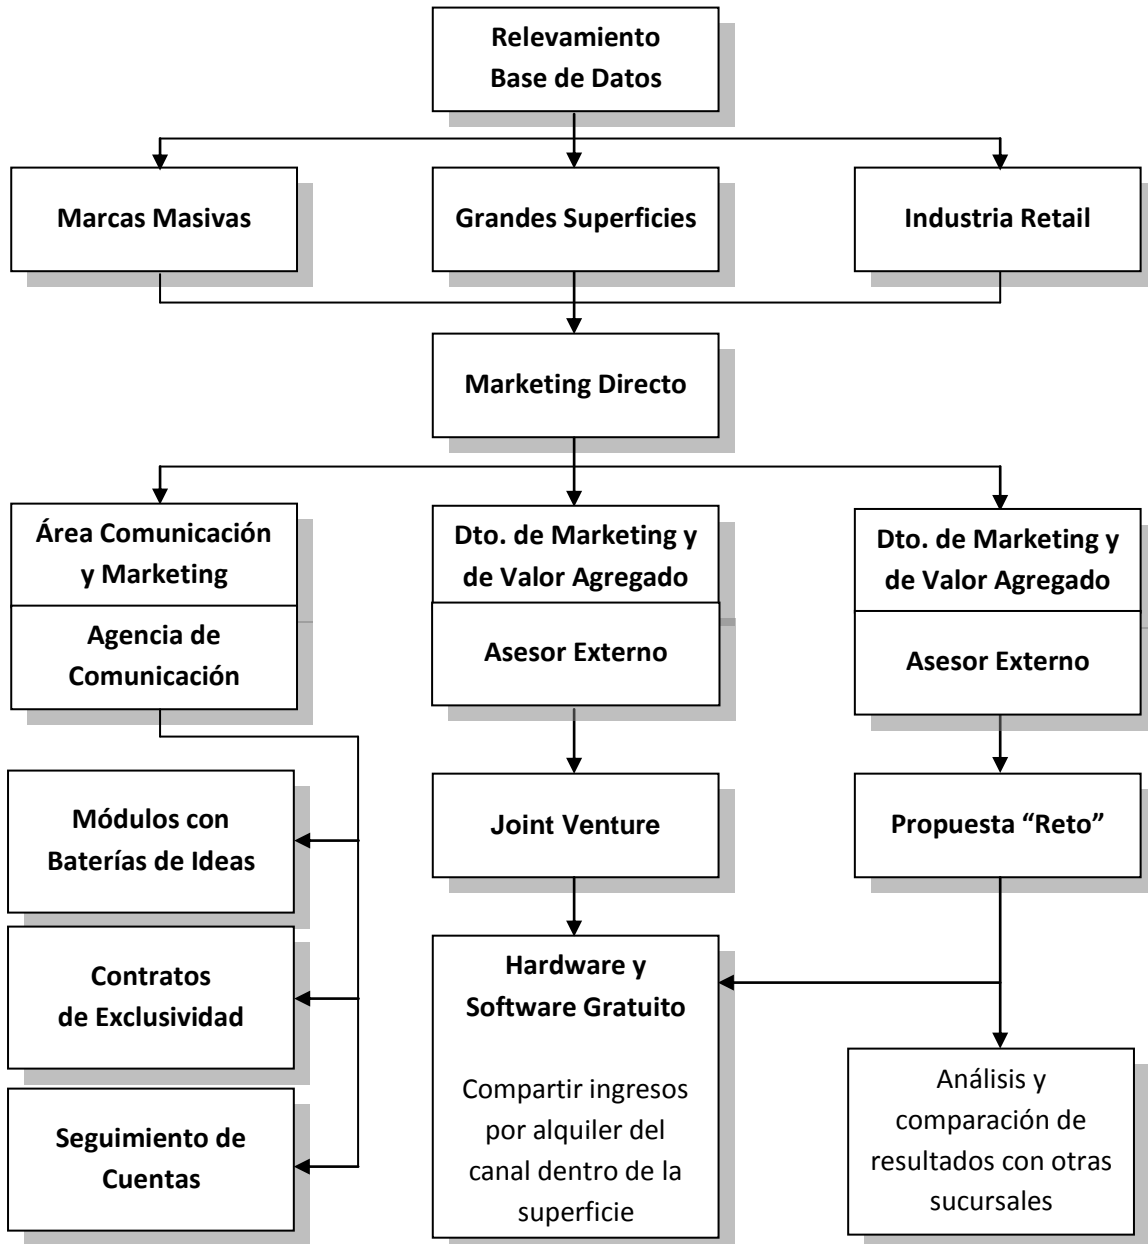 Relevamiento
Base de Datos
Marcas Masivas
Grandes Superficies
Industria Retail
Marketing Directo
Área Comunicación
y Marketing
Agencia de
Comunicación
Dto. de Marketing y
de Valor Agregado
Asesor Externo
Dto. de Marketing y
de Valor Agregado
Asesor Externo
Módulos con
Baterías de Ideas
Joint Venture
Propuesta “Reto”
Contratos
de Exclusividad
Seguimiento de
Cuentas
Hardware y
Software Gratuito
Compartir ingresos
por alquiler del
canal dentro de la
superficie
Análisis y
comparación de
resultados con otras
sucursales